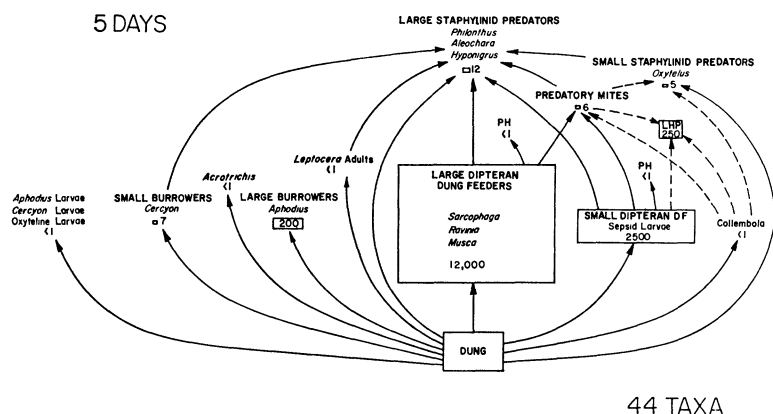 5 DAYS
LARGE STAPHYLINID PREDATORS
Philonthus
Aleochara
Hyponigrus
12
SMALL STAPHYLINID PREDATORS
Oxytelus
5
PREDATORY MITES
6
LHP
250
PH
<1
PH
<1
Leptocera Adults
<1
Acrotrichis
<1
LARGE BURROWERS
Aphodius
200
SMALL BURROWERS
Cercyon
7
Aphodius Larvae
Cercyon Larvae
Oxyteline Larvae
<1
LARGE DIPTERAN
DUNG FEEDERS
Sarcophaga
Ravinia
Musca
12,000
SMALL DIPTERAN DF
Sepsid Larvae
2500
Collembola
<1
DUNG
44 TAXA